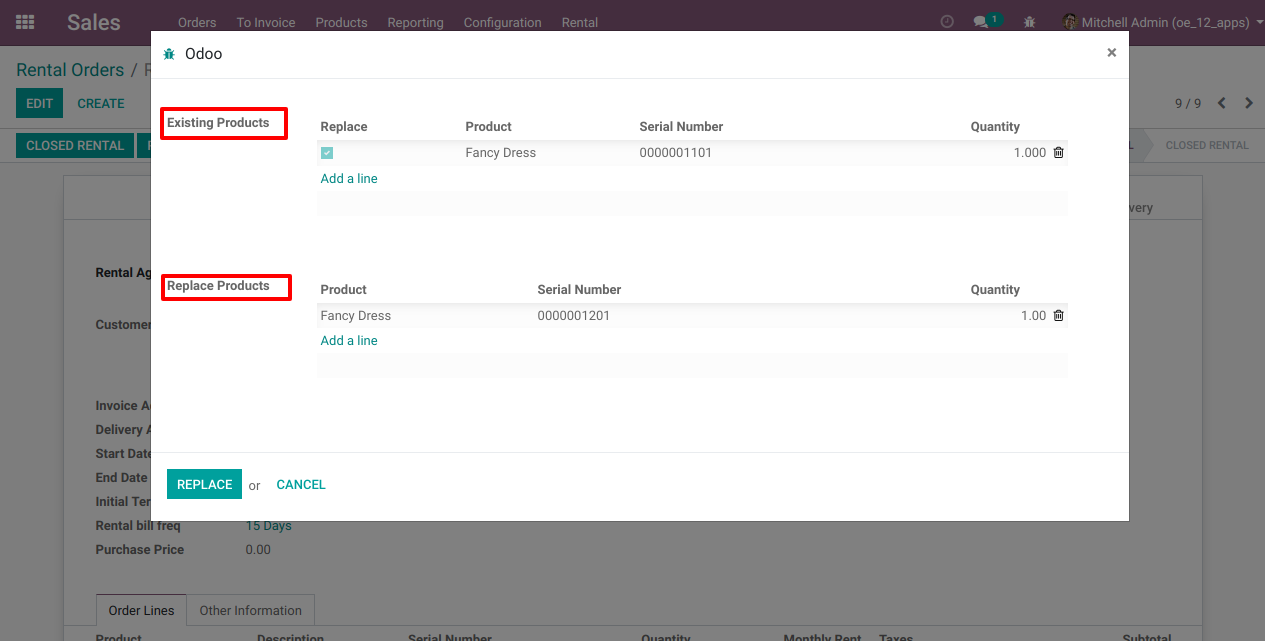 Sales Orders To Invoice Products Reporting Configuration Rental 1 Mitchell Admin (oe_12_apps)
Odoo ×
Rental Orders /
EDIT CREATE 9 / 9
CLOSED RENTAL CLOSED RENTAL
Existing Products
Replace Product Serial Number Quantity
Fancy Dress 0000001101 1.000
Add a line
very
Rental Ag
Replace Products
Product Serial Number Quantity
Fancy Dress 0000001201 1.00
Add a line
Customer
Invoice A
Delivery A
Start Date
End Date
Initial Ter
REPLACE or CANCEL
Rental bill freq 15 Days
Purchase Price 0.00
Order Lines Other Information
Product Description Serial Number Quantity Monthly Rent Taxes Subtotal